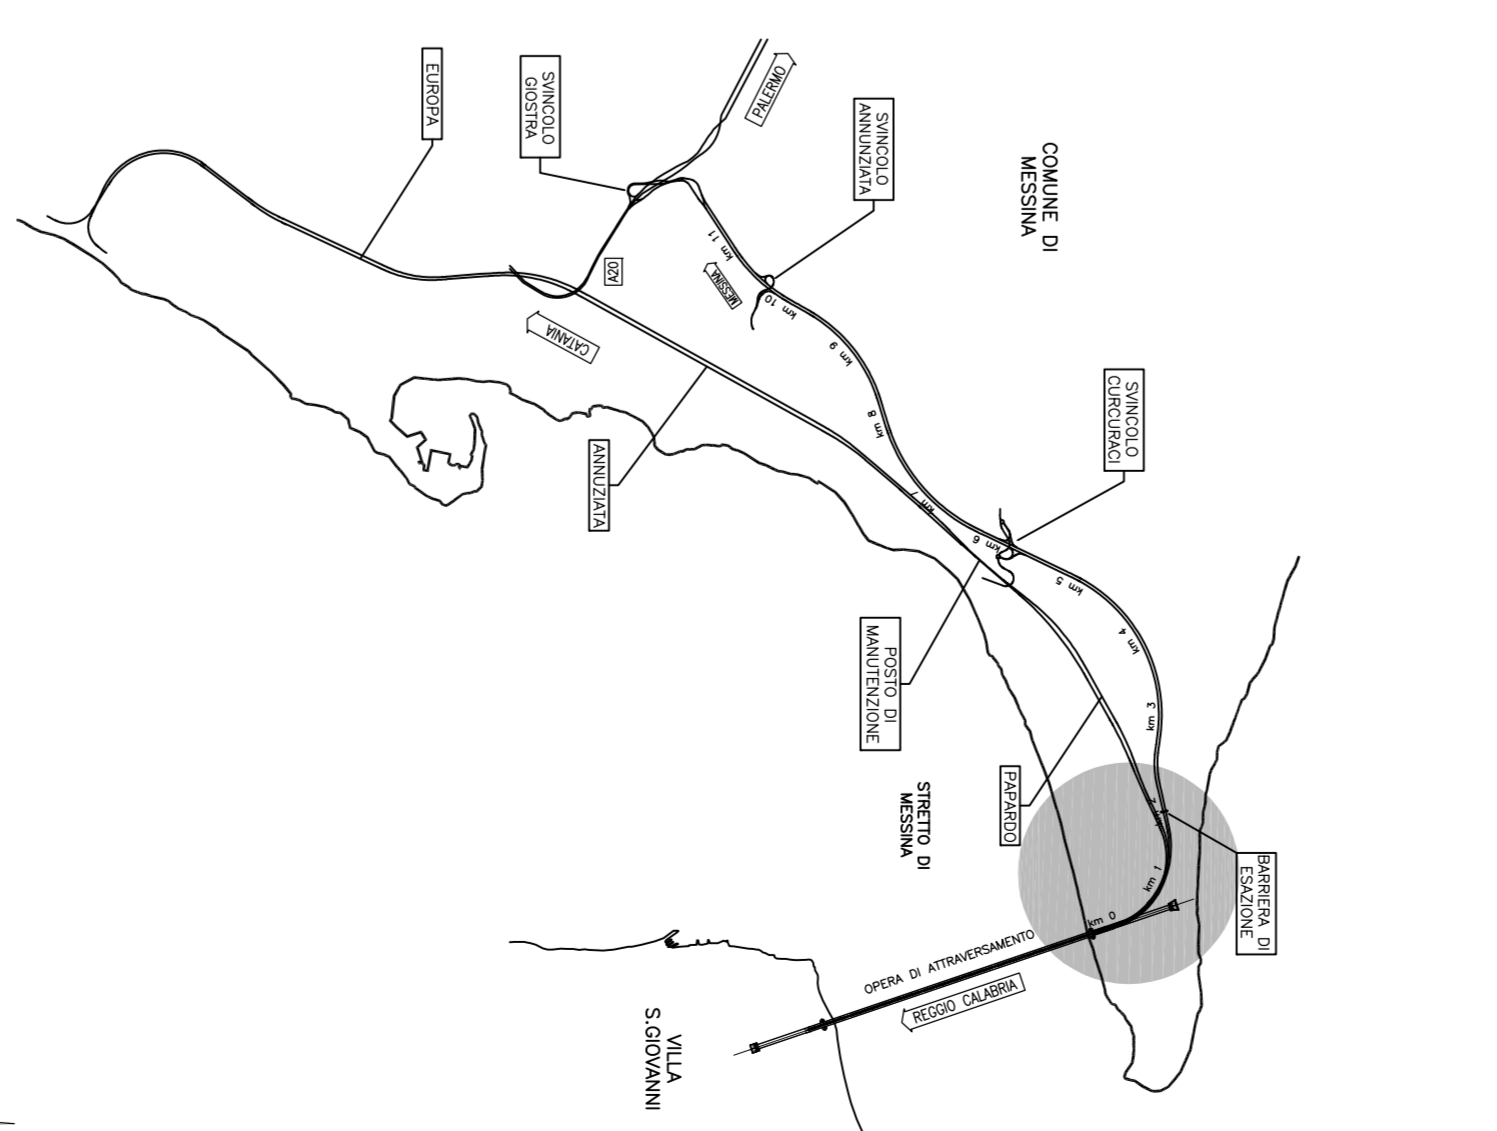 PALERMO
EUROPA
SVINCOLO
GIOSTRA
SVINCOLO
ANNUNZIATA
COMUNE DI
MESSINA
km 11
MESSINA
A20
km 10
CATANIA
km 9
km 8
SVINCOLO
CURCURACI
ANNUZIATA
km 7
km 6
km 5
km 4
POSTO DI
MANUTENZIONE
km 3
STRETTO DI
MESSINA
PAPARDO
km 2
BARRIERA DI
ESAZIONE
km 1
km 0
OPERA DI ATTRAVERSAMENTO
REGGIO CALABRIA
VILLA
S.GIOVANNI